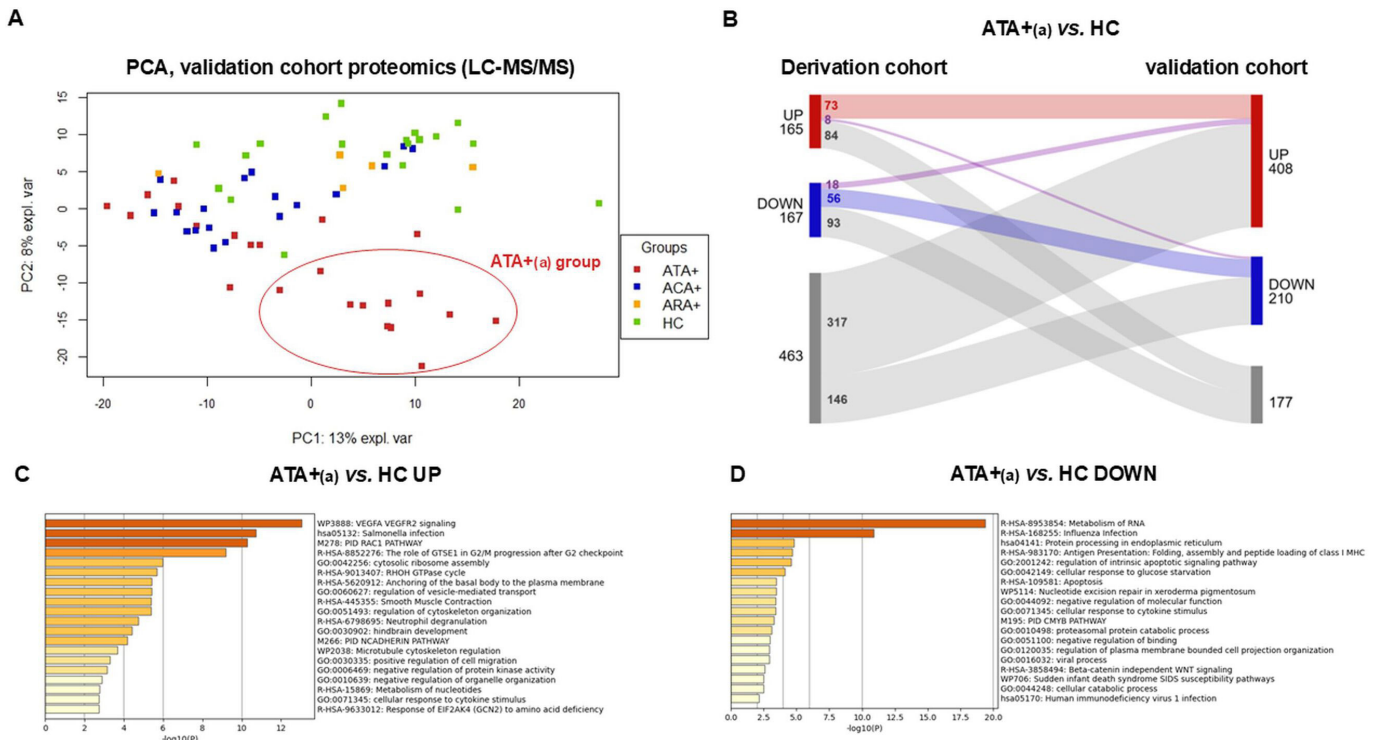 A
PCA, validation cohort proteomics (LC-MS/MS)
15
10
5
0
-5
-10
-15
-20
PC2: 8% expl. var
-20
-10
0
10
20
PC1: 13% expl. var
ATA+(a) group
Groups
ATA+
ACA+
ARA+
HC
B
ATA+(a) vs. HC
Derivation cohort
validation cohort
UP
165
73
8
84
DOWN
167
18
56
93
463
317
146
UP
408
DOWN
210
177
C
ATA+(a) vs. HC UP
WP3888: VEGFA VEGFR2 signaling
hsa05132: Salmonella infection
M278: PID RAC1 PATHWAY
R-HSA-8852276: The role of GTSE1 in G2/M progression after G2 checkpoint
GO:0042256: cytosolic ribosome assembly
R-HSA-9013407: RHOH GTPase cycle
R-HSA-5620912: Anchoring of the basal body to the plasma membrane
GO:0060627: regulation of vesicle-mediated transport
R-HSA-445355: Smooth Muscle Contraction
GO:0051493: regulation of cytoskeleton organization
R-HSA-6798695: Neutrophil degranulation
GO:0030902: hindbrain development
M266: PID NCADHERIN PATHWAY
WP2038: Microtubule cytoskeleton regulation
GO:0030335: positive regulation of cell migration
GO:0006469: negative regulation of protein kinase activity
GO:0010639: negative regulation of organelle organization
R-HSA-15869: Metabolism of nucleotides
GO:0071345: cellular response to cytokine stimulus
R-HSA-9633012: Response of EIF2AK4 (GCN2) to amino acid deficiency
0 2 4 6 8 10 12
-log10(P)
D
ATA+(a) vs. HC DOWN
R-HSA-8953854: Metabolism of RNA
R-HSA-168255: Influenza Infection
hsa04141: Protein processing in endoplasmic reticulum
R-HSA-983170: Antigen Presentation: Folding, assembly and peptide loading of class I MHC
GO:2001242: regulation of intrinsic apoptotic signaling pathway
GO:0042149: cellular response to glucose starvation
R-HSA-109581: Apoptosis
WP5114: Nucleotide excision repair in xeroderma pigmentosum
GO:0044092: negative regulation of molecular function
GO:0071345: cellular response to cytokine stimulus
M195: PID CMYB PATHWAY
GO:0010498: proteasomal protein catabolic process
GO:0051100: negative regulation of binding
GO:0120035: regulation of plasma membrane bounded cell projection organization
GO:0016032: viral process
R-HSA-3858494: Beta-catenin independent WNT signaling
WP706: Sudden infant death syndrome SIDS susceptibility pathways
GO:0044248: cellular catabolic process
hsa05170: Human immunodeficiency virus 1 infection
0.0 2.5 5.0 7.5 10.0 12.5 15.0 17.5 20.0
-log10(P)